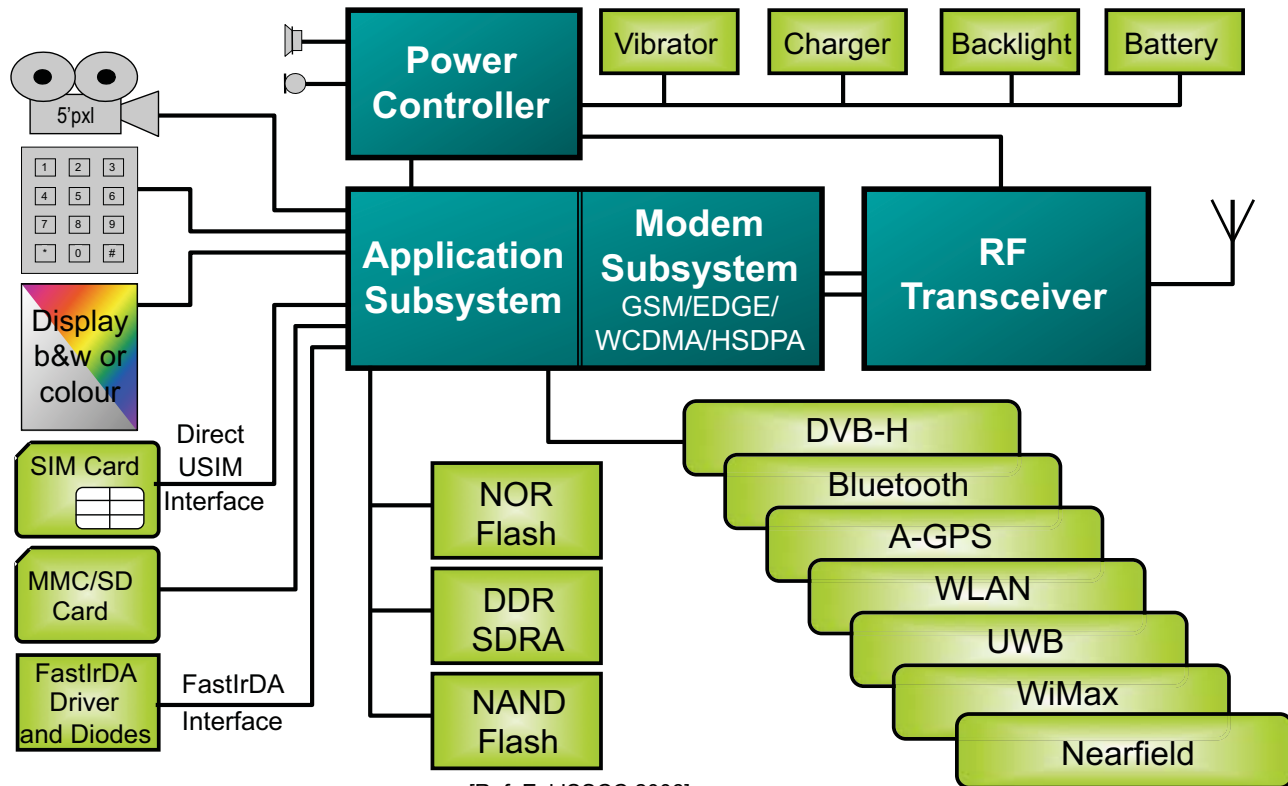 Power
Controller
Vibrator
Charger
Backlight
Battery
5'pxl
1 2 3
4 5 6
7 8 9
* 0 #
Application
Subsystem
Modem
Subsystem
GSM/EDGE/
WCDMA/HSDPA
RF
Transceiver
Display
b&w or
colour
SIM Card
Direct
USIM
Interface
MMC/SD
Card
FastIrDA
Driver
and Diodes
FastIrDA
Interface
NOR
Flash
DDR
SDRA
NAND
Flash
DVB-H
Bluetooth
A-GPS
WLAN
UWB
WiMax
Nearfield